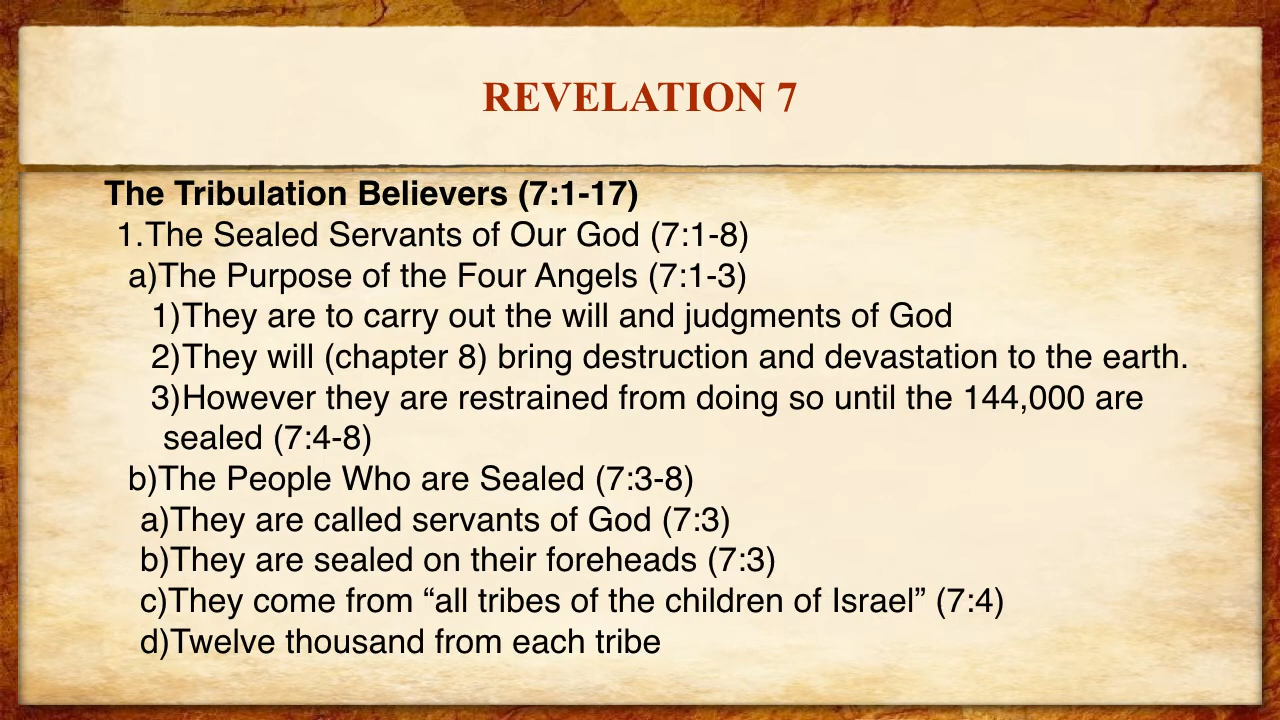 REVELATION 7
The Tribulation Believers (7:1-17)
1.The Sealed Servants of Our God (7:1-8)
a)The Purpose of the Four Angels (7:1-3)
1)They are to carry out the will and judgments of God
2)They will (chapter 8) bring destruction and devastation to the earth.
3)However they are restrained from doing so until the 144,000 are
sealed (7:4-8)
b)The People Who are Sealed (7:3-8)
a)They are called servants of God (7:3)
b)They are sealed on their foreheads (7:3)
c)They come from “all tribes of the children of Israel” (7:4)
d)Twelve thousand from each tribe